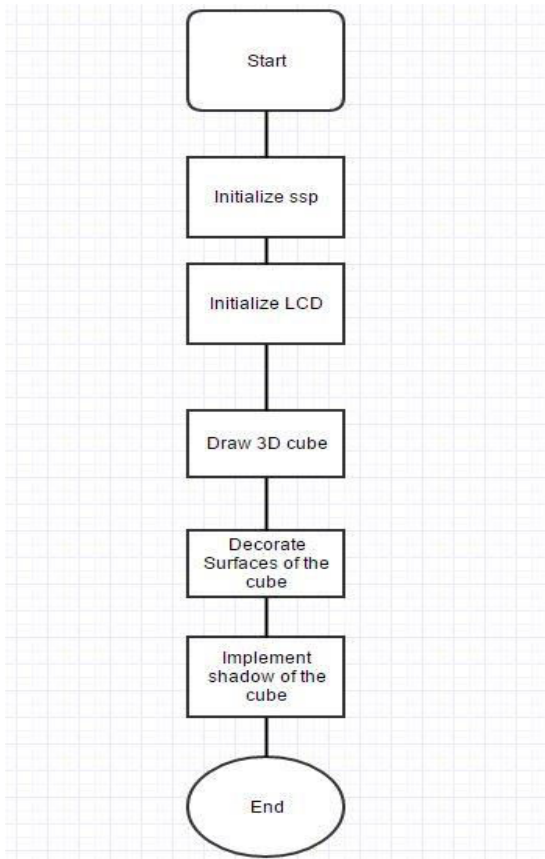 Start
Initialize ssp
Initialize LCD
Draw 3D cube
Decorate
Surfaces of the
cube
Implement
shadow of the
cube
End